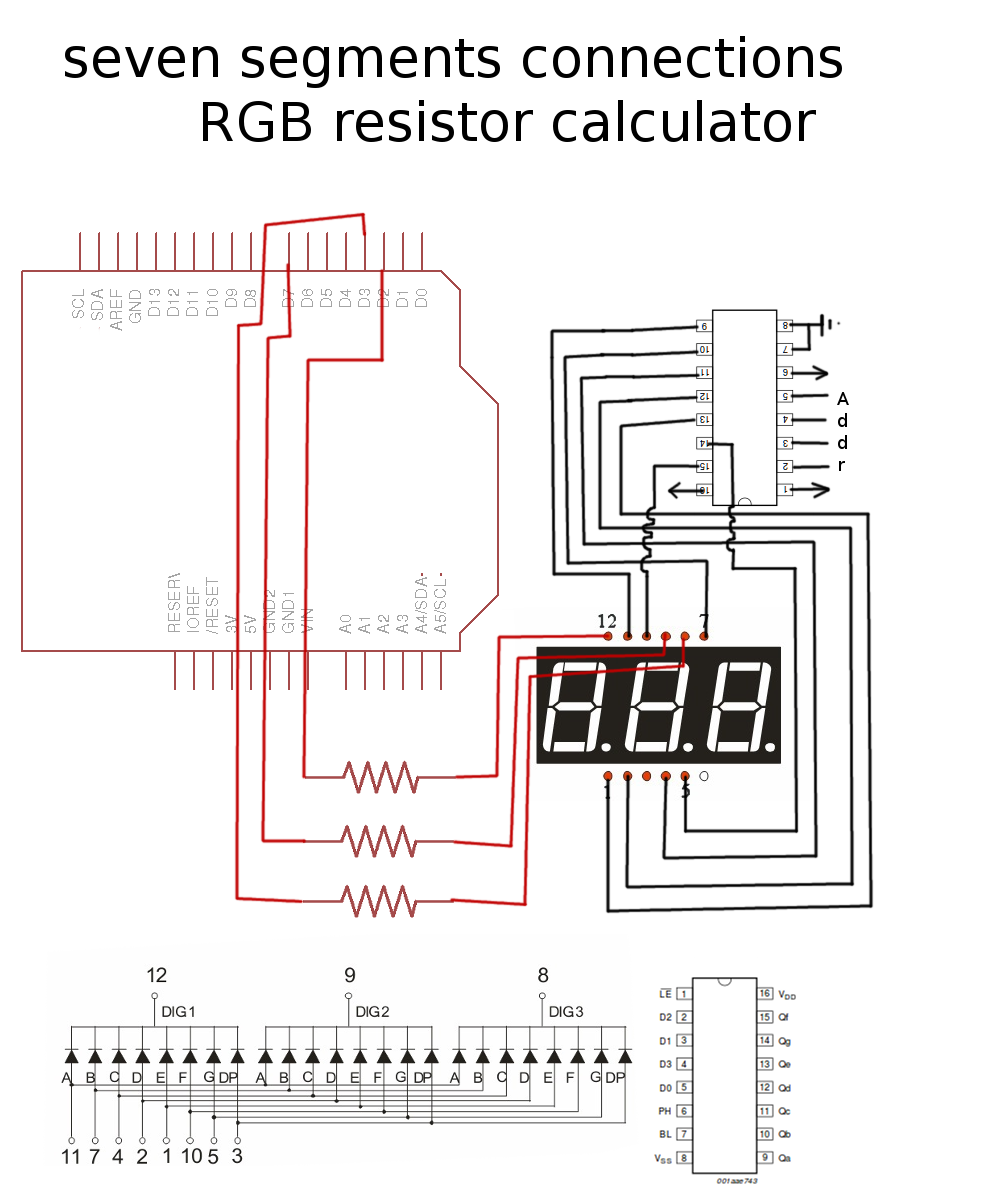 seven segments connections
RGB resistor calculator
SCL SDA AREF GND D13 D12 D11 D10 D9 D8 D7 D6 D5 D4 D3 D2 D1 D0
9 8
10 7
11 6
12 5 A
13 4 d
14 3 d
15 2 r
16 1
RESERV IOREF /RESET 3V 5V GND2 GND1 VIN A0 A1 A2 A3 A4/SDA A5/SCL
12 7
1 5
12 9 8
DIG1 DIG2 DIG3
A B C D E F G DP A B C D E F G DP A B C D E F G DP
11 7 4 2 1 10 5 3
LE 1 16 VDD
D2 2 15 Qf
D1 3 14 Qg
D3 4 13 Qe
D0 5 12 Qd
PH 6 11 Qc
BL 7 10 Qb
VSS 8 9 Qa
001aae743